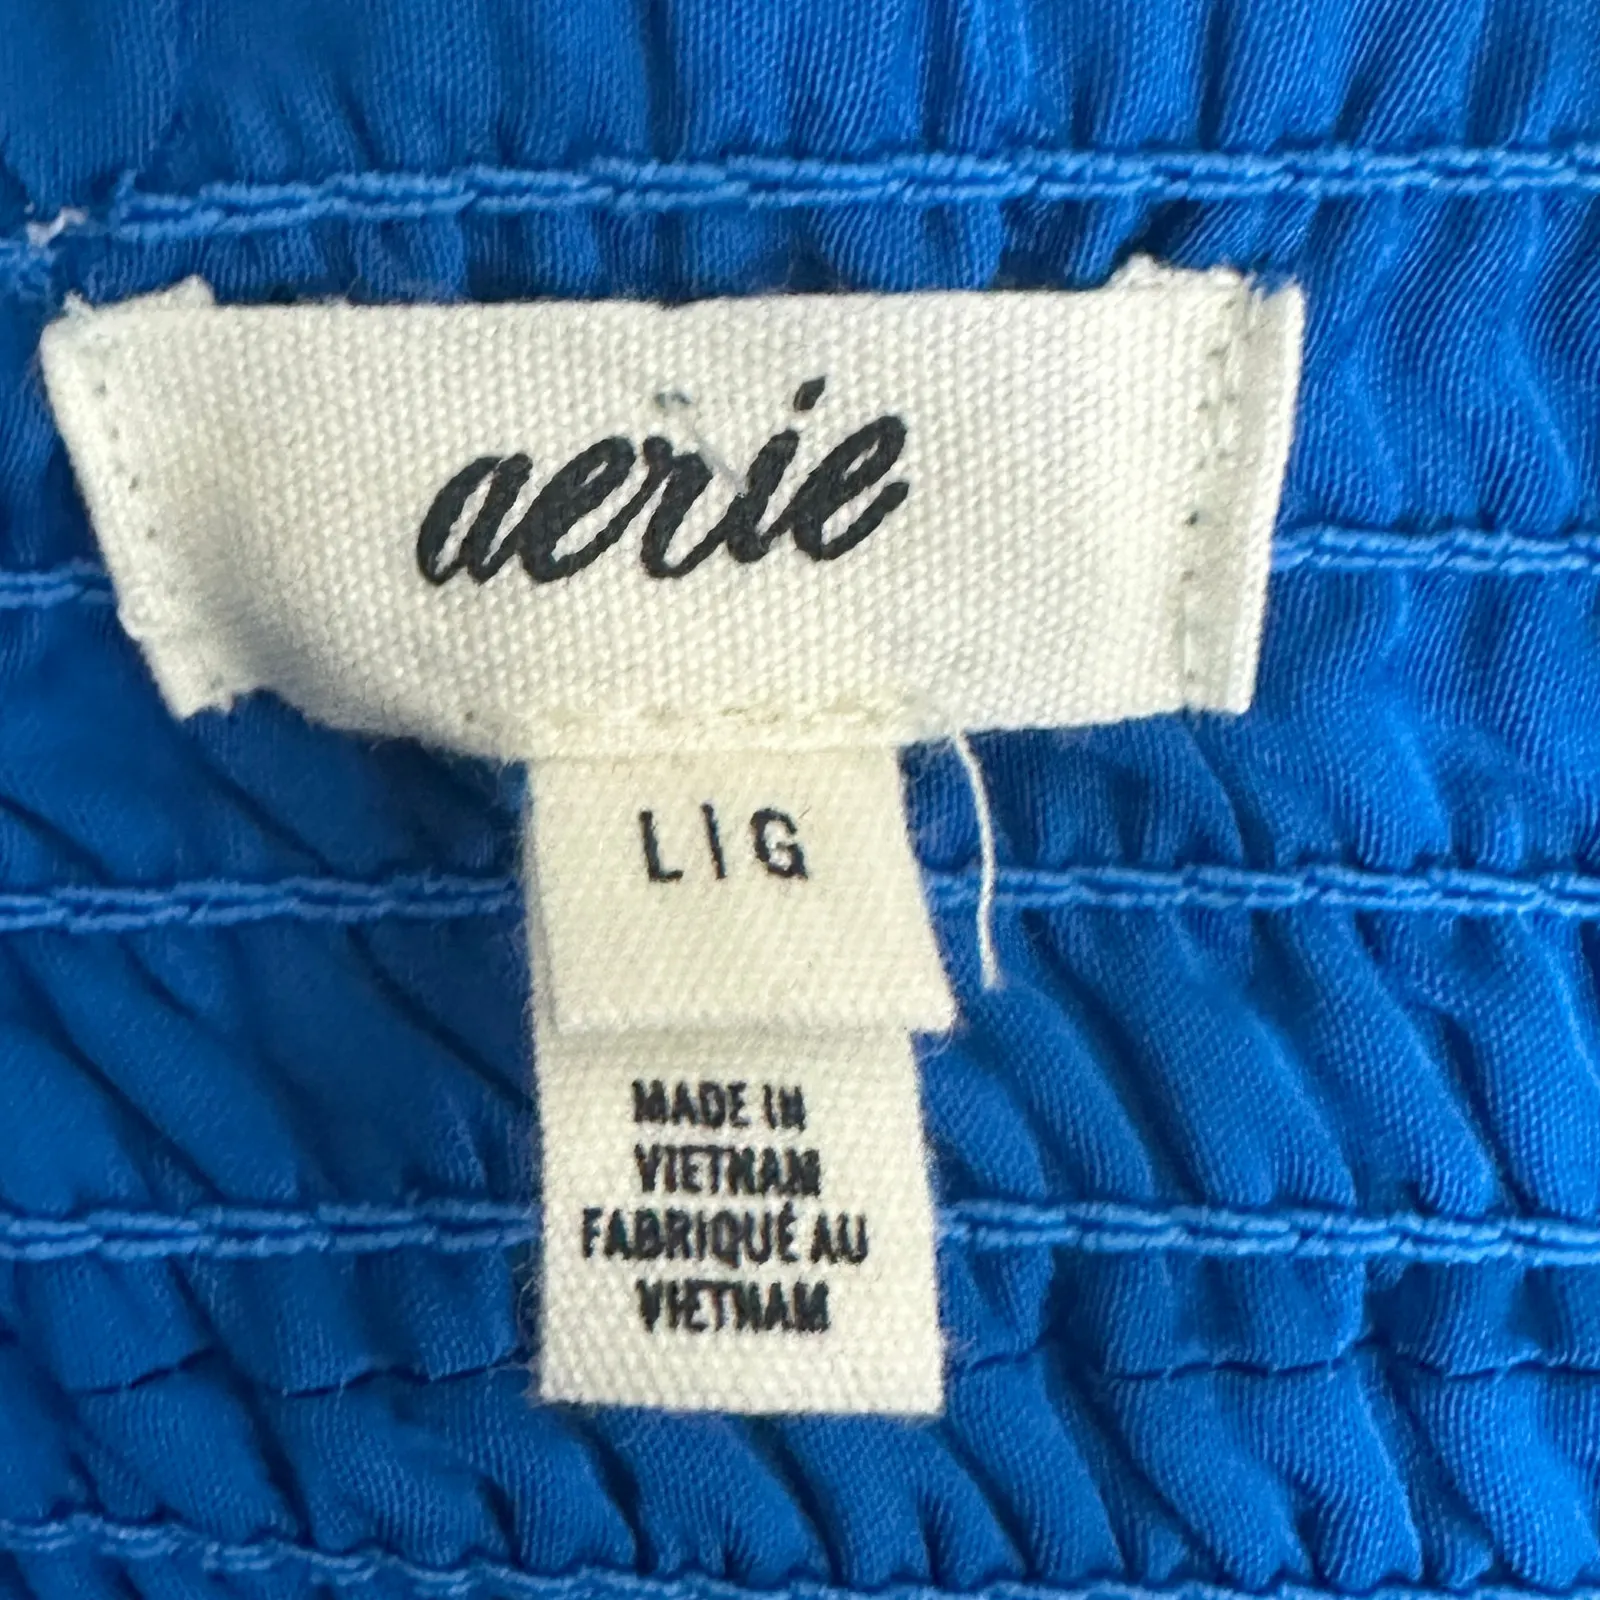 aerie
L|G
MADE IN
VIETNAM
FABRIQUÉ AU
VIETNAM